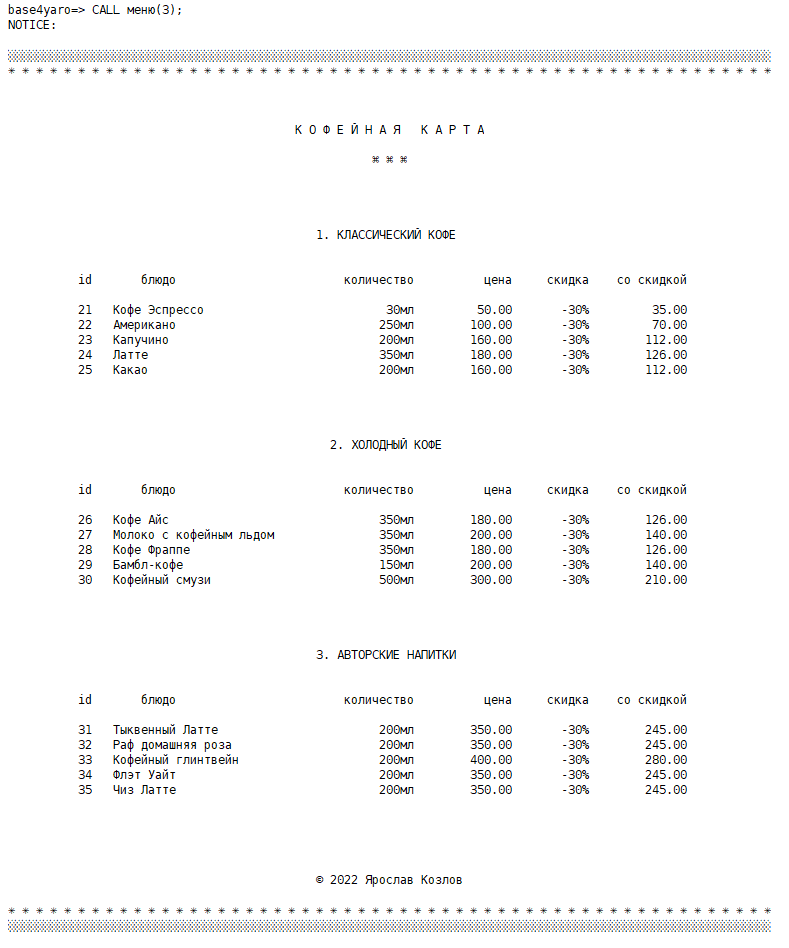 base4yaro=> CALL меню(3);
NOTICE:
░░░░░░░░░░░░░░░░░░░░░░░░░░░░░░░░░░░░░░░░░░░░░░░░░░░░░░░░░░░░░░░░░░░░░░░░░░░░░░░░░░░░░░░░░░░░░░░░░░░░░░░░░░░░░
* * * * * * * * * * * * * * * * * * * * * * * * * * * * * * * * * * * * * * * * * * * * * * * * * * * * * * *
К О Ф Е Й Н А Я   К А Р Т А
⌘ ⌘ ⌘
1. КЛАССИЧЕСКИЙ КОФЕ
id блюдо количество цена скидка со скидкой
21 Кофе Эспрессо 30мл 50.00 -30% 35.00
22 Американо 250мл 100.00 -30% 70.00
23 Капучино 200мл 160.00 -30% 112.00
24 Латте 350мл 180.00 -30% 126.00
25 Какао 200мл 160.00 -30% 112.00
2. ХОЛОДНЫЙ КОФЕ
id блюдо количество цена скидка со скидкой
26 Кофе Айс 350мл 180.00 -30% 126.00
27 Молоко с кофейным льдом 350мл 200.00 -30% 140.00
28 Кофе Фраппе 350мл 180.00 -30% 126.00
29 Бамбл-кофе 150мл 200.00 -30% 140.00
30 Кофейный смузи 500мл 300.00 -30% 210.00
3. АВТОРСКИЕ НАПИТКИ
id блюдо количество цена скидка со скидкой
31 Тыквенный Латте 200мл 350.00 -30% 245.00
32 Раф домашняя роза 200мл 350.00 -30% 245.00
33 Кофейный глинтвейн 200мл 400.00 -30% 280.00
34 Флэт Уайт 200мл 350.00 -30% 245.00
35 Чиз Латте 200мл 350.00 -30% 245.00
© 2022 Ярослав Козлов
* * * * * * * * * * * * * * * * * * * * * * * * * * * * * * * * * * * * * * * * * * * * * * * * * * * * * * *
░░░░░░░░░░░░░░░░░░░░░░░░░░░░░░░░░░░░░░░░░░░░░░░░░░░░░░░░░░░░░░░░░░░░░░░░░░░░░░░░░░░░░░░░░░░░░░░░░░░░░░░░░░░░░